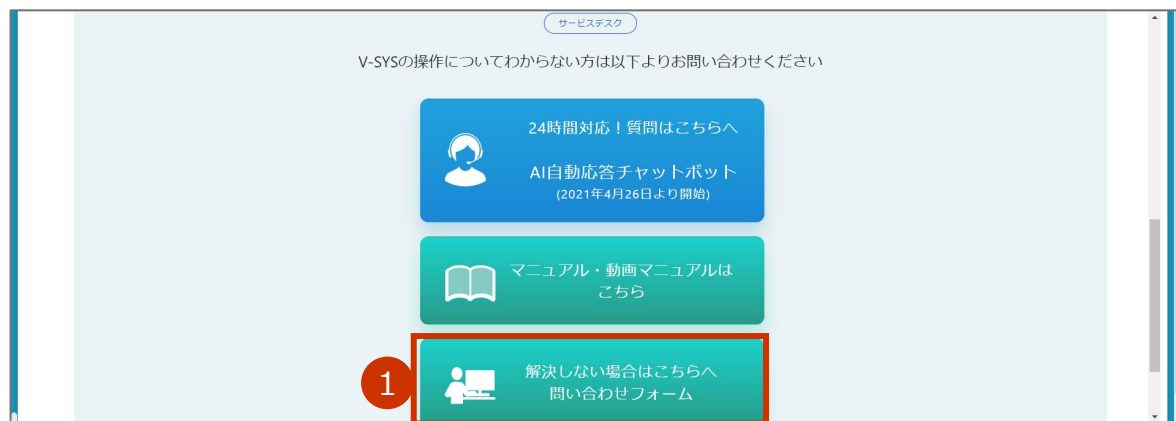 サービスデスク
V-SYSの操作についてわからない方は以下よりお問い合わせください
24時間対応！質問はこちらへ
AI自動応答チャットボット
(2021年4月26日より開始)
マニュアル・動画マニュアルは
こちら
1
解決しない場合はこちらへ
問い合わせフォーム